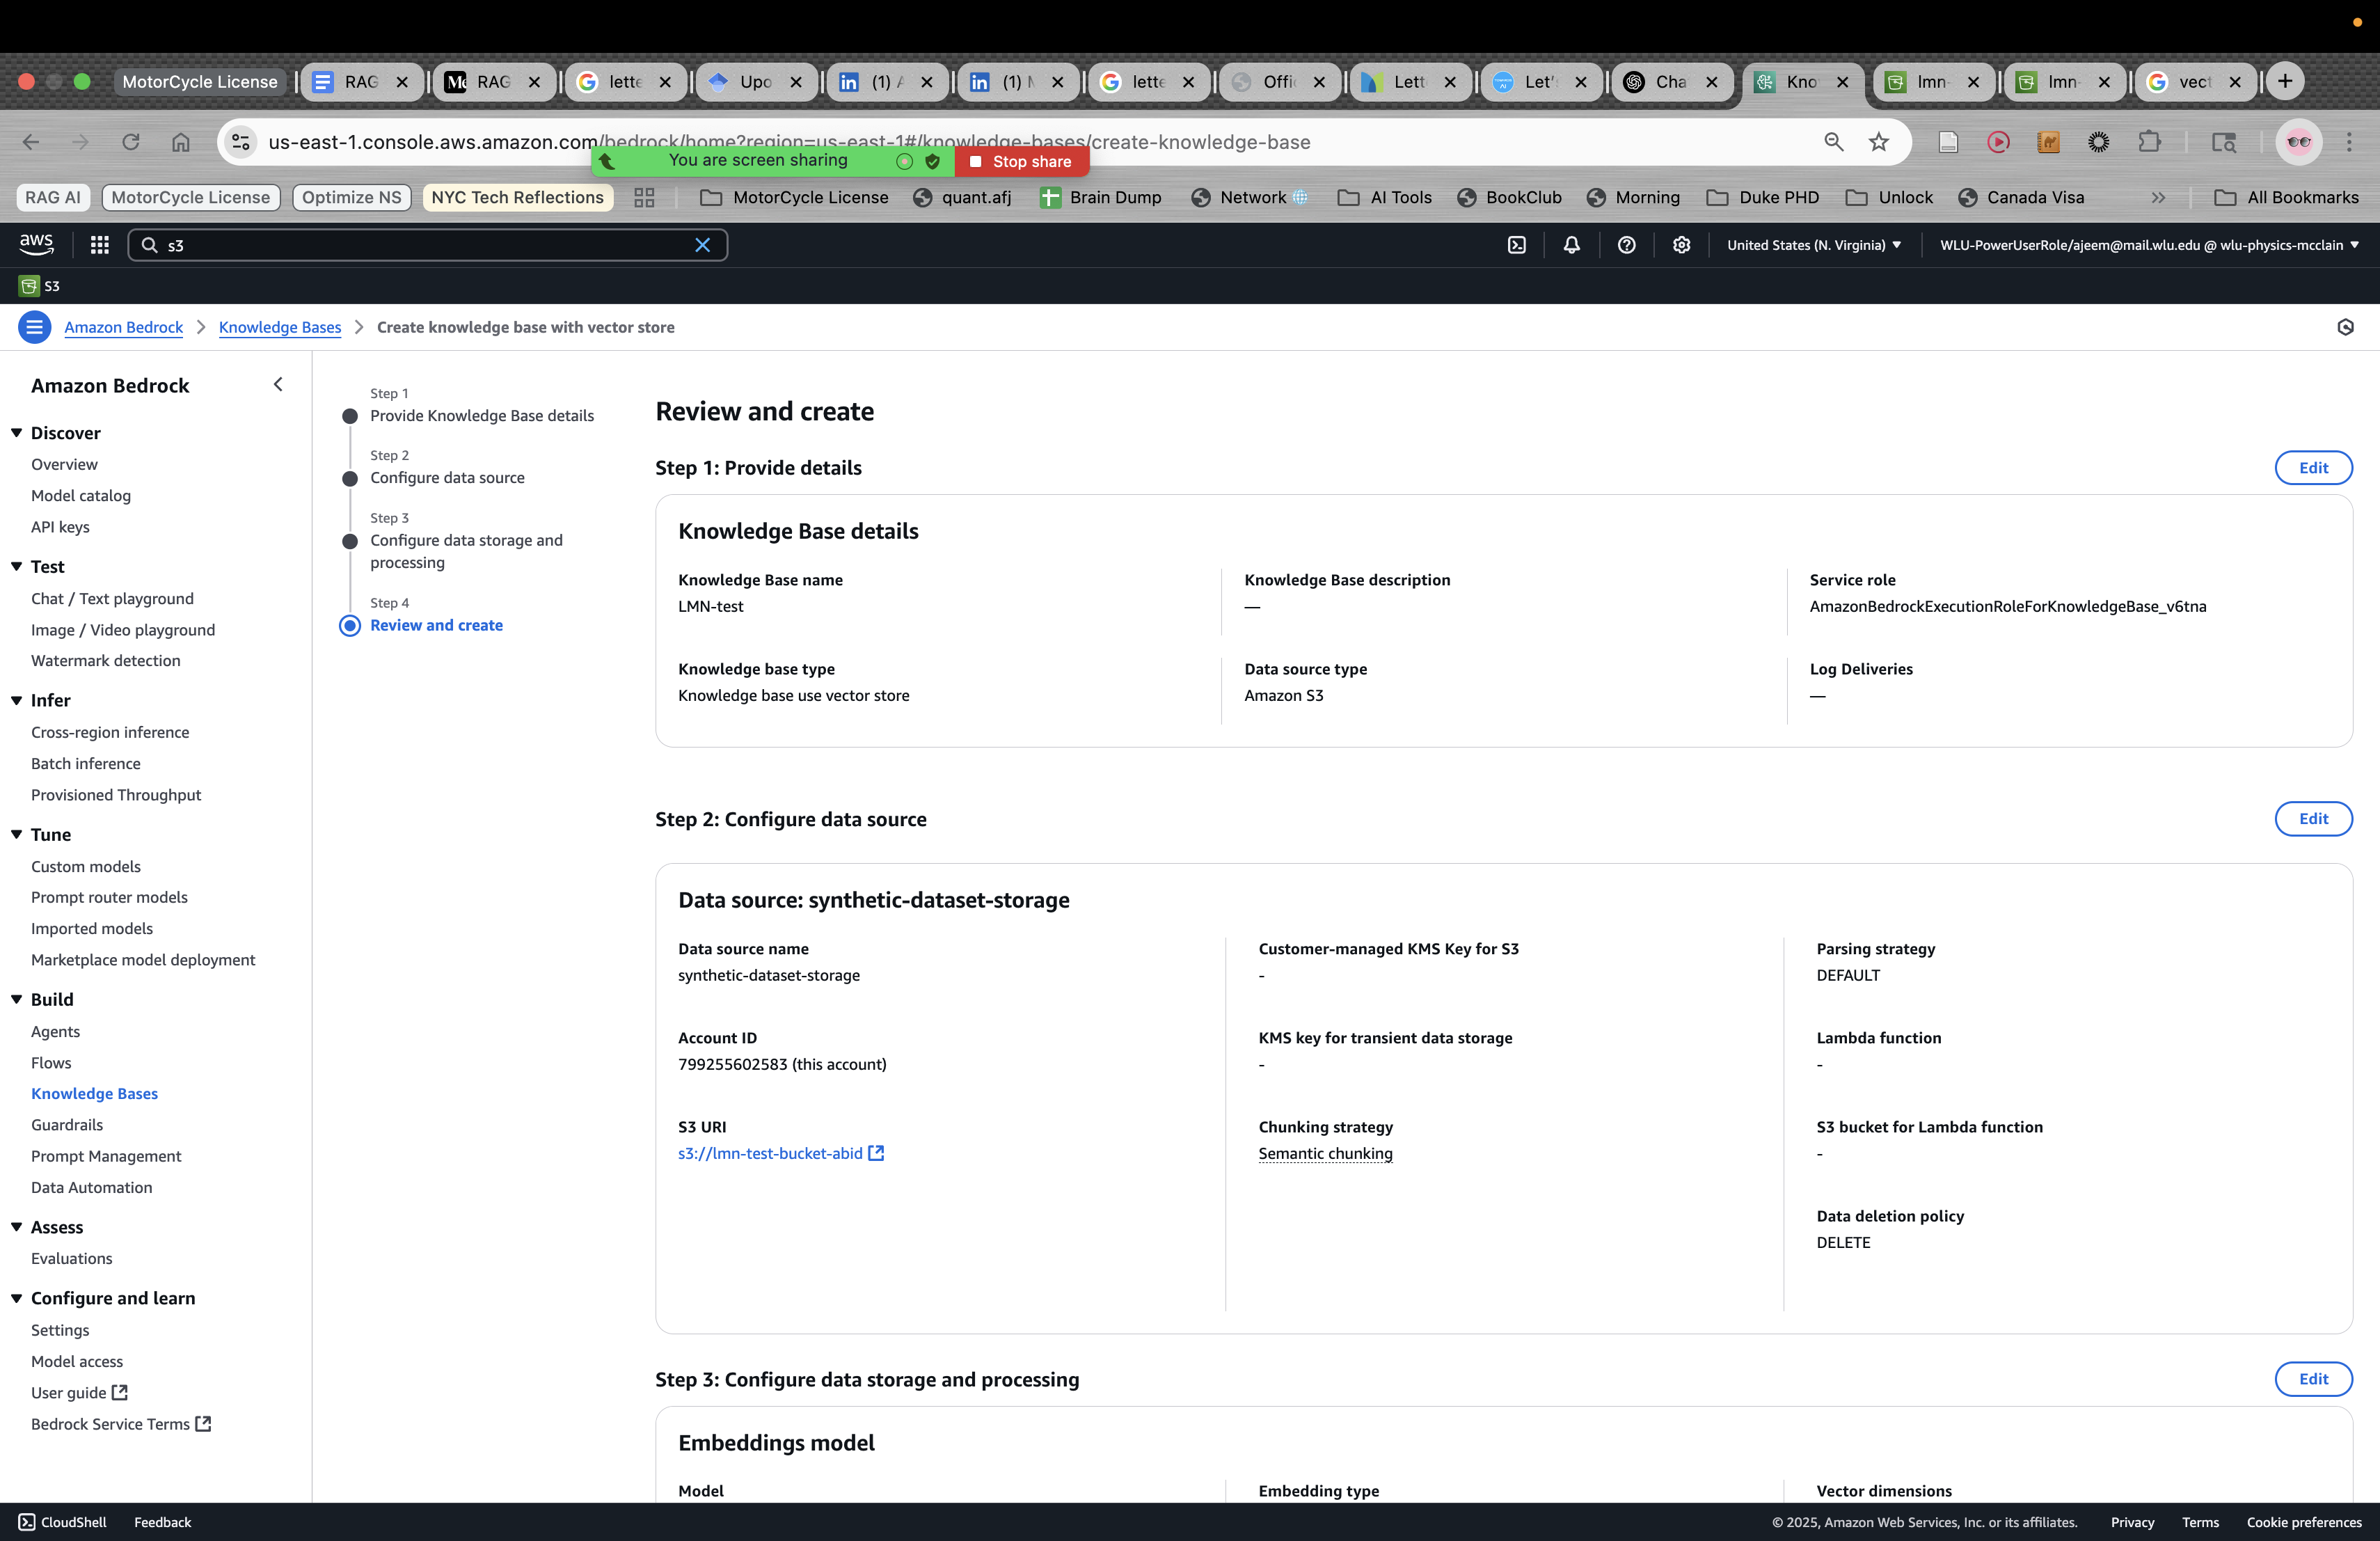 MotorCycle License
RAG
RAG
lette
Upo
(1) A
(1) M
lette
Offi
Lett
Let'
Cha
Kno
lmn-
lmn-
vect
us-east-1.console.aws.amazon.com/bedrock/home?region=us-east-1#/knowledge-bases/create-knowledge-base
You are screen sharing
Stop share
RAG AI
MotorCycle License
Optimize NS
NYC Tech Reflections
MotorCycle License
quant.afj
Brain Dump
Network
AI Tools
BookClub
Morning
Duke PHD
Unlock
Canada Visa
All Bookmarks
aws
s3
United States (N. Virginia)
WLU-PowerUserRole/ajeem@mail.wlu.edu @ wlu-physics-mcclain
S3
Amazon Bedrock
Knowledge Bases
Create knowledge base with vector store
Amazon Bedrock
Discover
Overview
Model catalog
API keys
Test
Chat / Text playground
Image / Video playground
Watermark detection
Infer
Cross-region inference
Batch inference
Provisioned Throughput
Tune
Custom models
Prompt router models
Imported models
Marketplace model deployment
Build
Agents
Flows
Knowledge Bases
Guardrails
Prompt Management
Data Automation
Assess
Evaluations
Configure and learn
Settings
Model access
User guide
Bedrock Service Terms
Step 1
Provide Knowledge Base details
Step 2
Configure data source
Step 3
Configure data storage and
processing
Step 4
Review and create
Review and create
Step 1: Provide details
Edit
Knowledge Base details
Knowledge Base name
LMN-test
Knowledge Base description
—
Service role
AmazonBedrockExecutionRoleForKnowledgeBase_v6tna
Knowledge base type
Knowledge base use vector store
Data source type
Amazon S3
Log Deliveries
—
Step 2: Configure data source
Edit
Data source: synthetic-dataset-storage
Data source name
synthetic-dataset-storage
Account ID
799255602583 (this account)
S3 URI
s3://lmn-test-bucket-abid
Customer-managed KMS Key for S3
-
KMS key for transient data storage
-
Chunking strategy
Semantic chunking
Parsing strategy
DEFAULT
Lambda function
-
S3 bucket for Lambda function
-
Data deletion policy
DELETE
Step 3: Configure data storage and processing
Edit
Embeddings model
Model
Embedding type
Vector dimensions
CloudShell
Feedback
© 2025, Amazon Web Services, Inc. or its affiliates.
Privacy
Terms
Cookie preferences